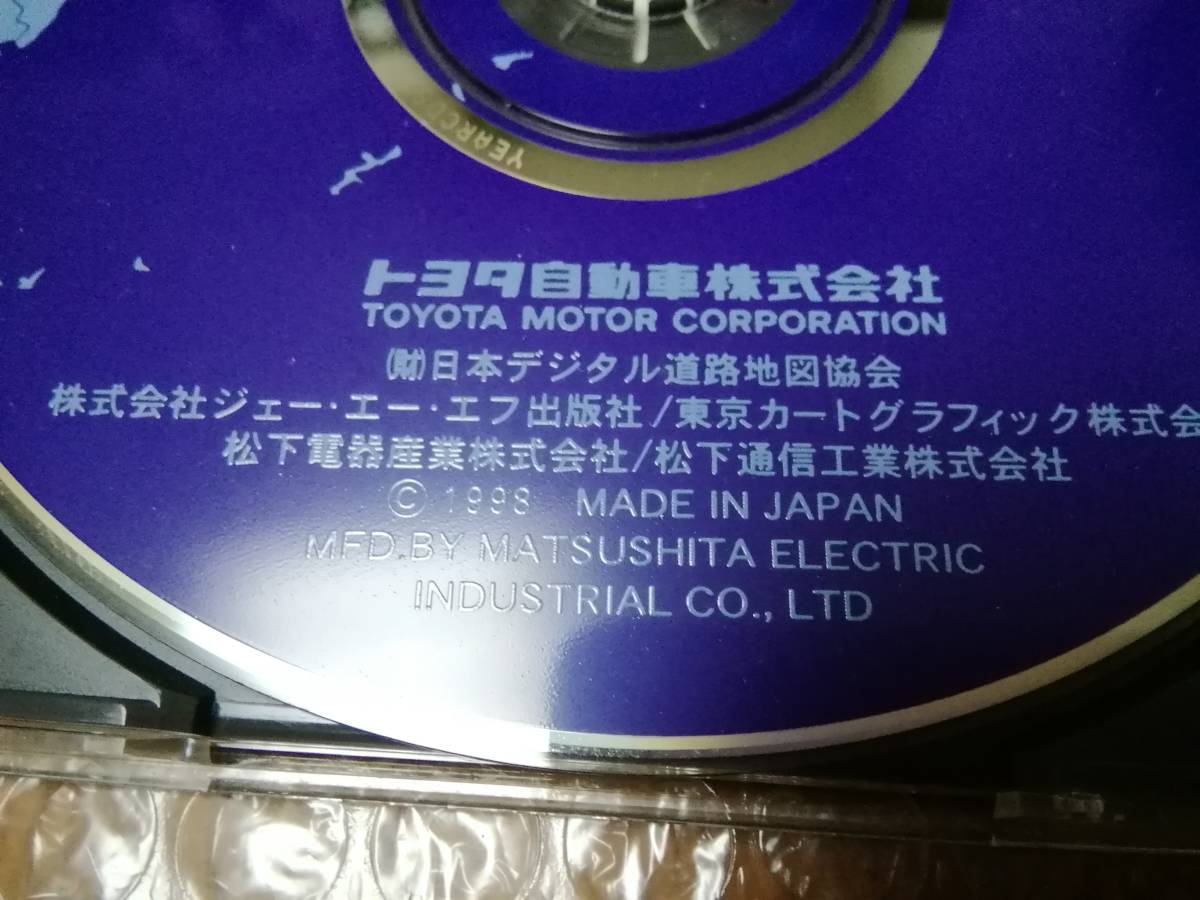 YEAR
トヨタ自動車株式会社
TOYOTA MOTOR CORPORATION
㈶日本デジタル道路地図協会
株式会社ジェー・エー・エフ出版社/東京カートグラフィック株式会
松下電器産業株式会社/松下通信工業株式会社
© 1998 MADE IN JAPAN
MFD.BY MATSUSHITA ELECTRIC
INDUSTRIAL CO., LTD